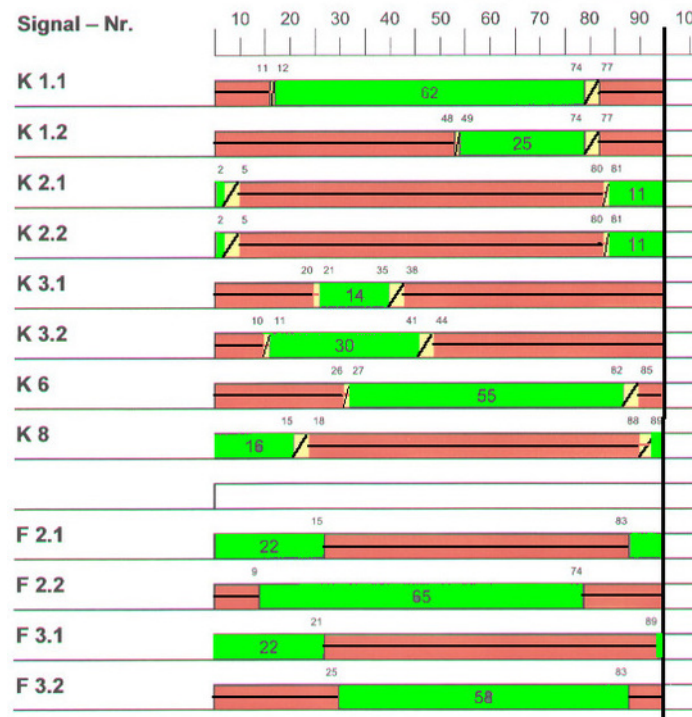 Signal – Nr. 10 20 30 40 50 60 70 80 90 100
11 12 74 77
K 1.1 62
48 49 74 77
K 1.2 25
2 5 80 81
K 2.1 11
2 5 80 81
K 2.2 11
20 21 35 38
K 3.1 14
10 11 41 44
K 3.2 30
26 27 82 85
K 6 55
15 18 88 89
K 8 16
15 83
F 2.1 22
9 74
F 2.2 65
21 89
F 3.1 22
25 83
F 3.2 58